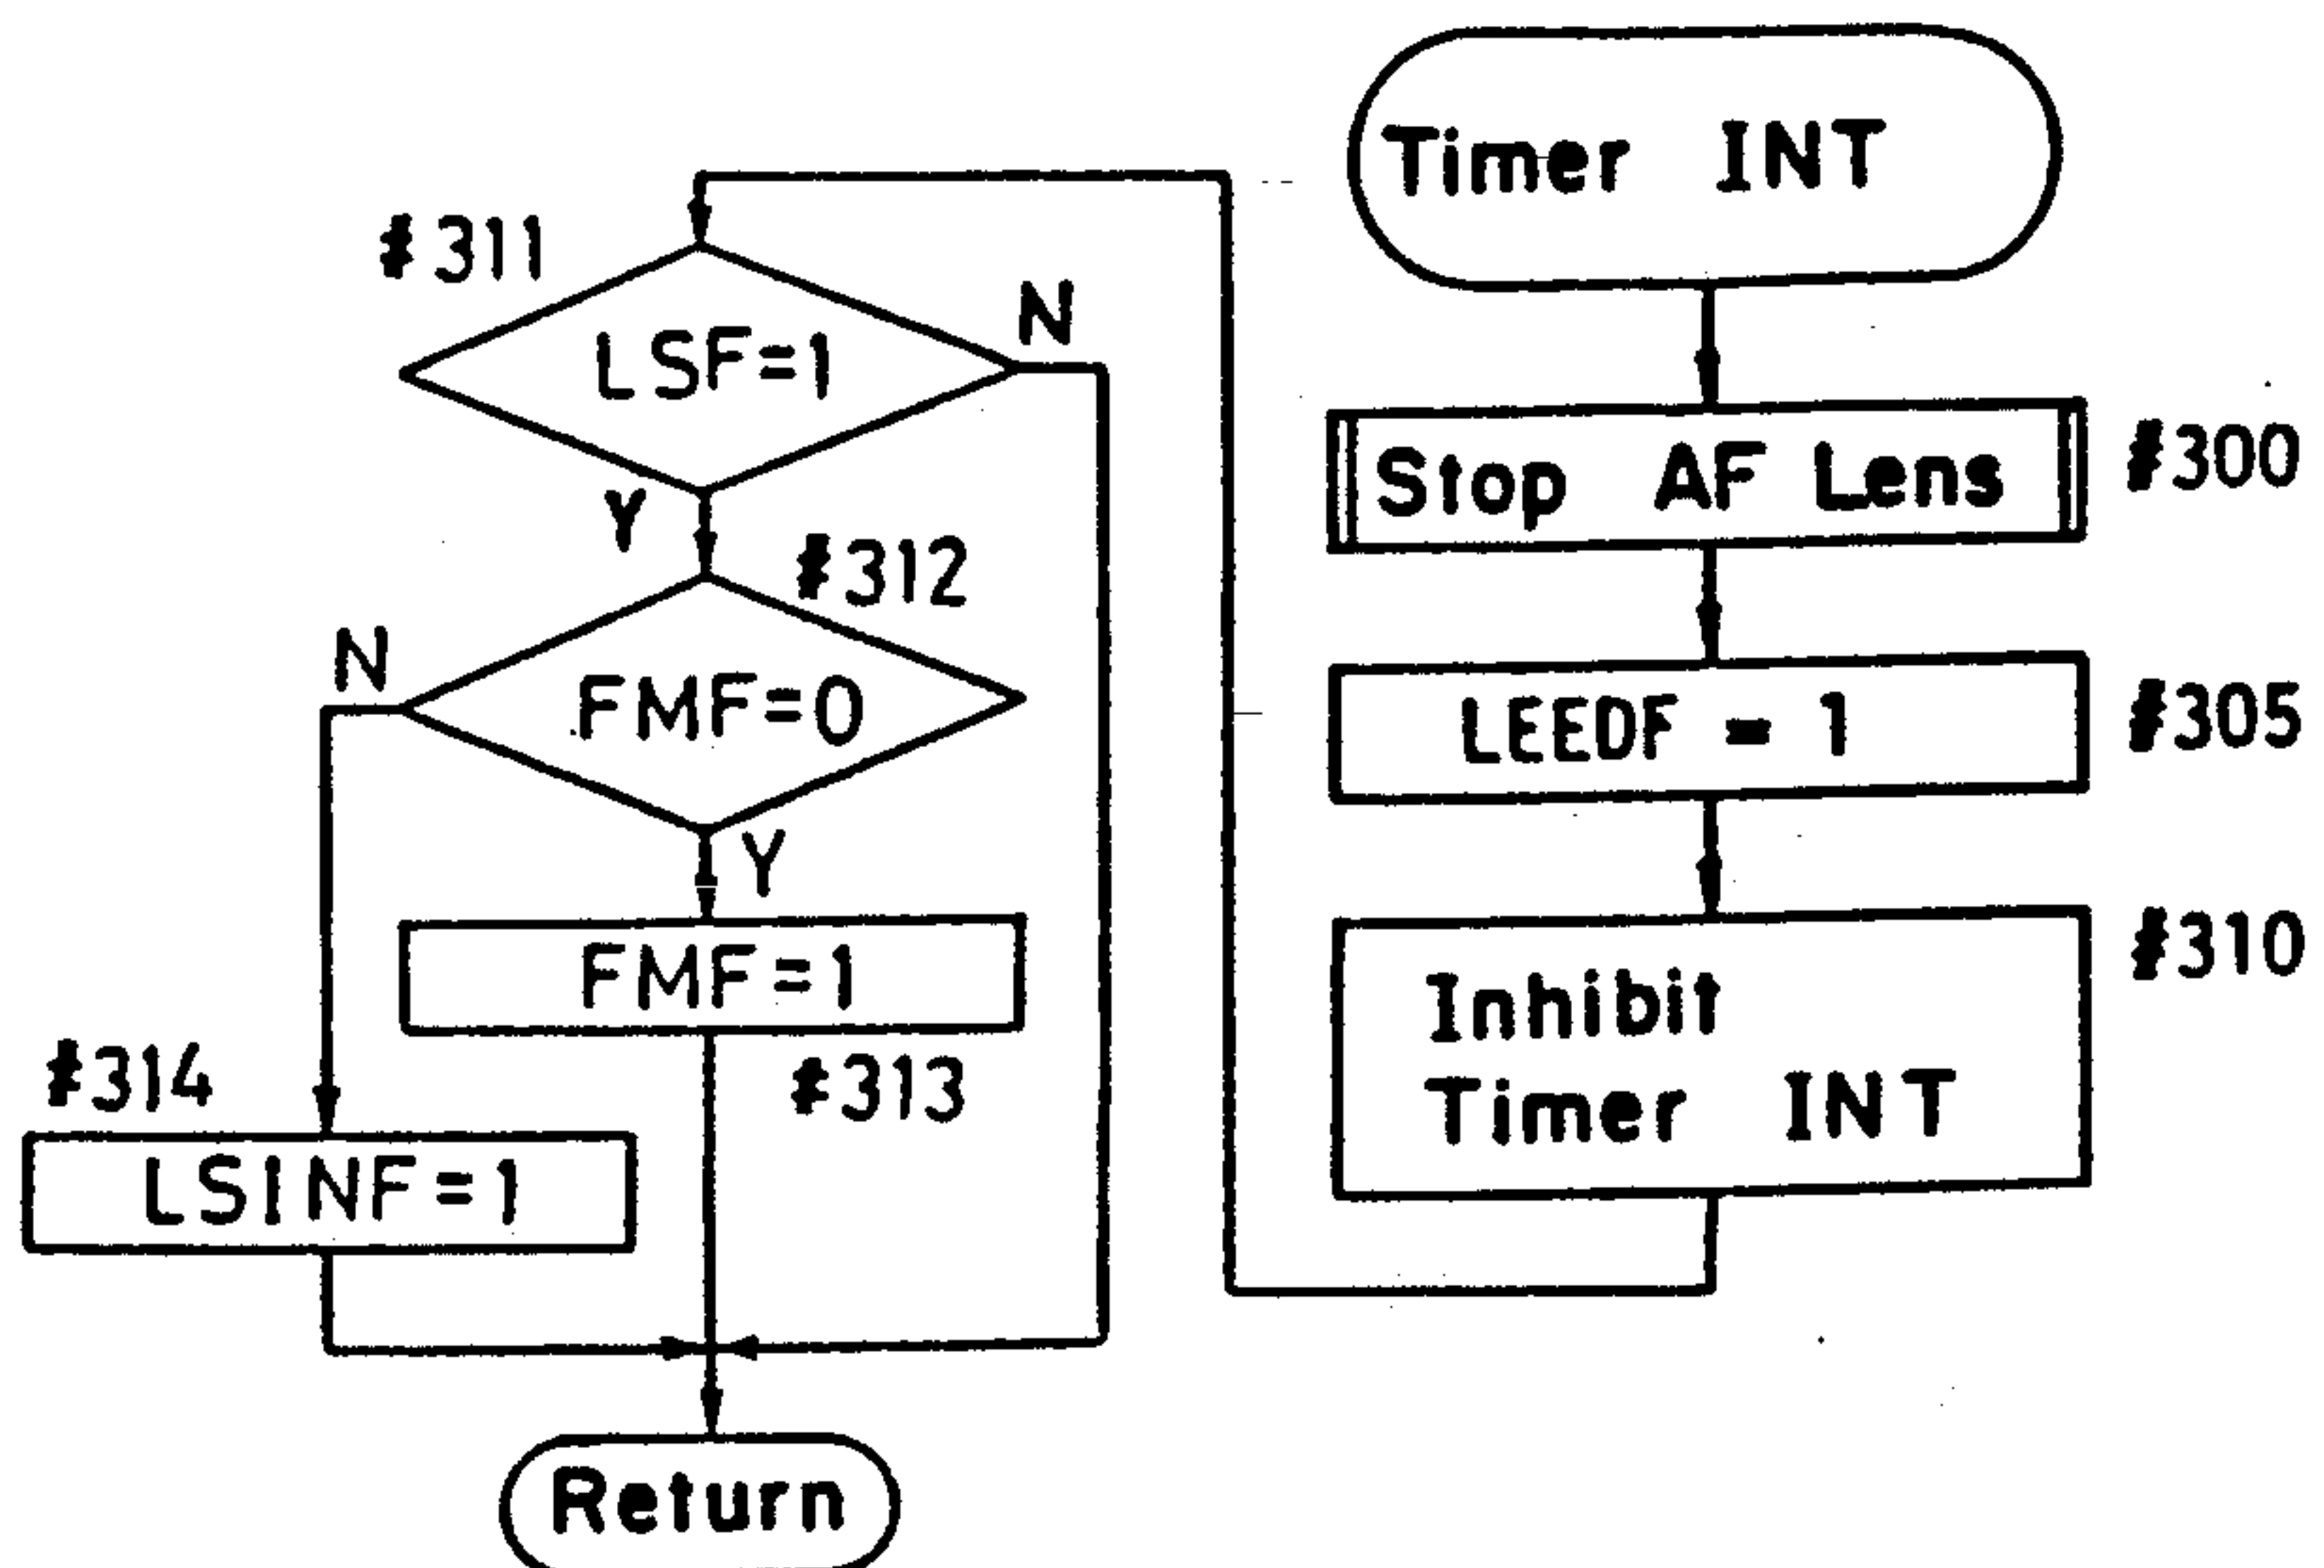 Timer INT
Stop AF Lens
#300
LEEDF = 1
#305
#310
Inhibit
Timer INT
#311
LSF=1
N
Y
#312
N
FMF=0
Y
FMF=1
#313
#314
LSINF=1
Return